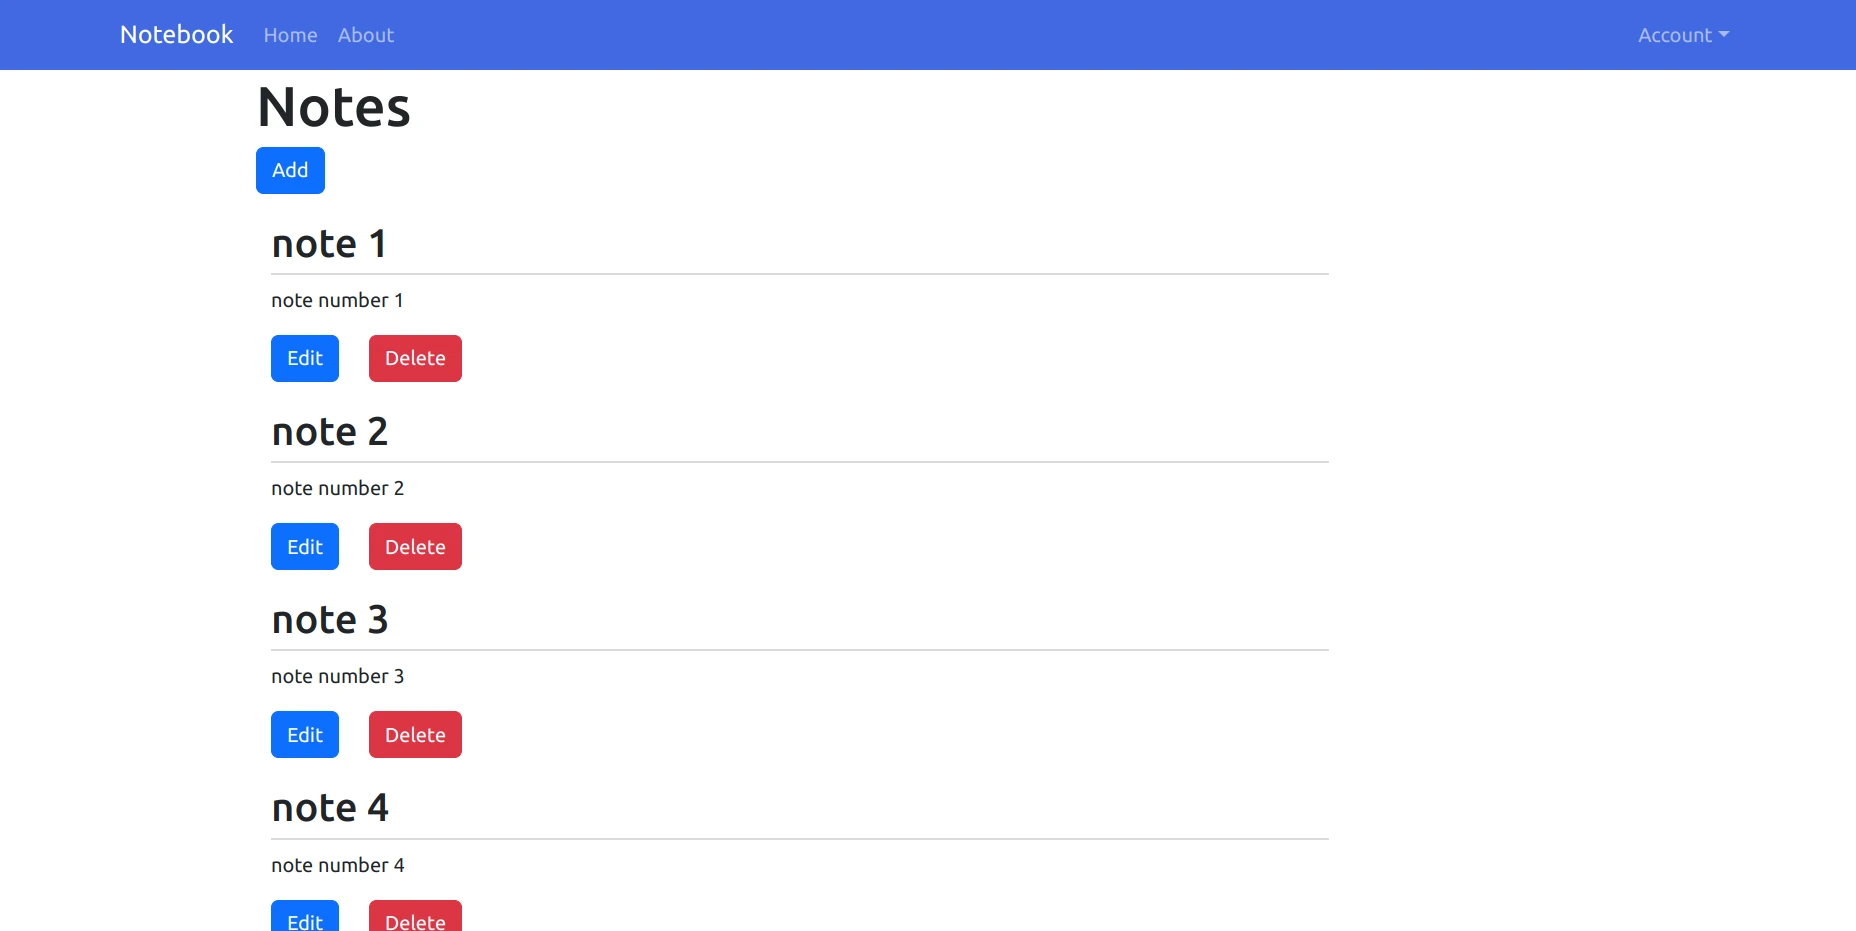 Notebook Home About Account
Notes
Add
note 1
note number 1
Edit Delete
note 2
note number 2
Edit Delete
note 3
note number 3
Edit Delete
note 4
note number 4
Edit Delete